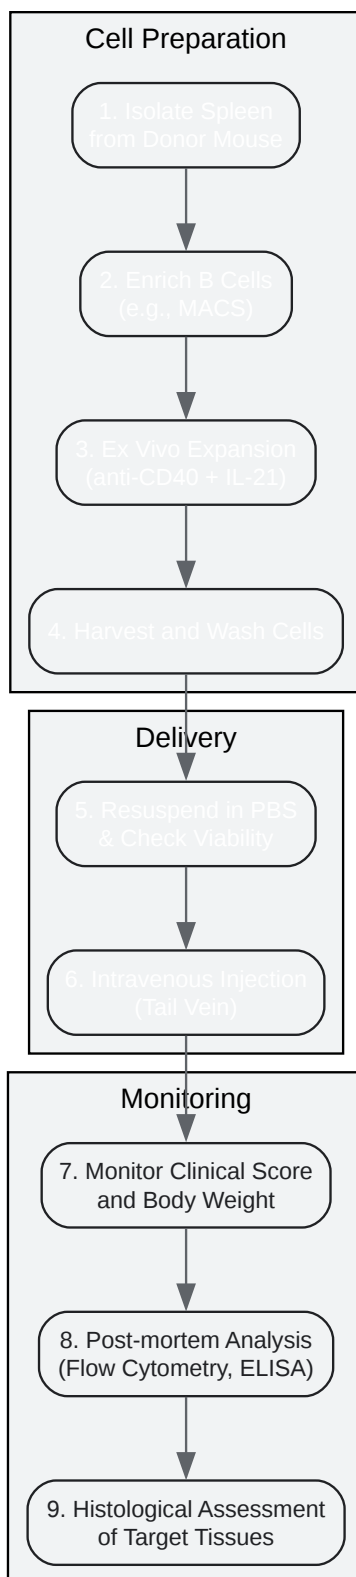 Cell Preparation
1. Isolate Spleen
from Donor Mouse
2. Enrich B Cells
(e.g., MACS)
3. Ex Vivo Expansion
(anti-CD40 + IL-21)
4. Harvest and Wash Cells
Delivery
5. Resuspend in PBS
& Check Viability
6. Intravenous Injection
(Tail Vein)
Monitoring
7. Monitor Clinical Score
and Body Weight
8. Post-mortem Analysis
(Flow Cytometry, ELISA)
9. Histological Assessment
of Target Tissues